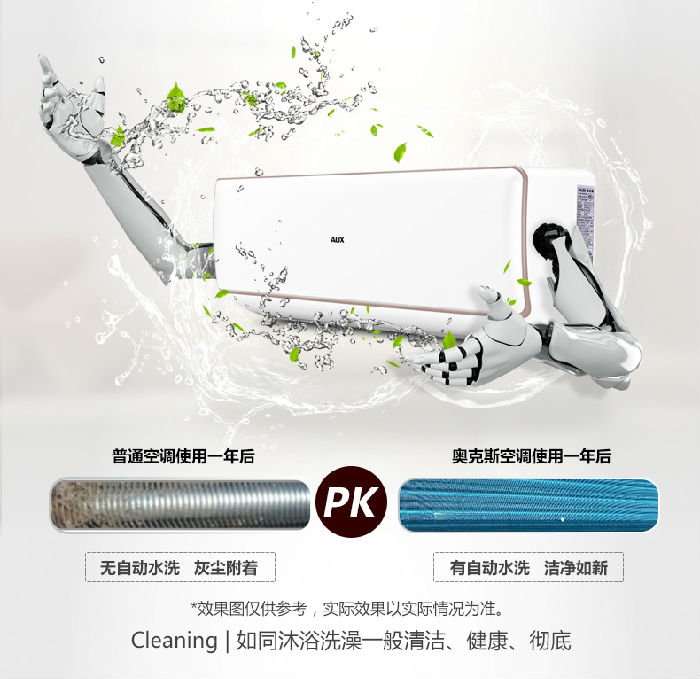 AUX
普通空调使用一年后
奥克斯空调使用一年后
PK
无自动水洗 灰尘附着
有自动水洗 洁净如新
*效果图仅供参考，实际效果以实际情况为准。
Cleaning | 如同沐浴洗澡一般清洁、健康、彻底